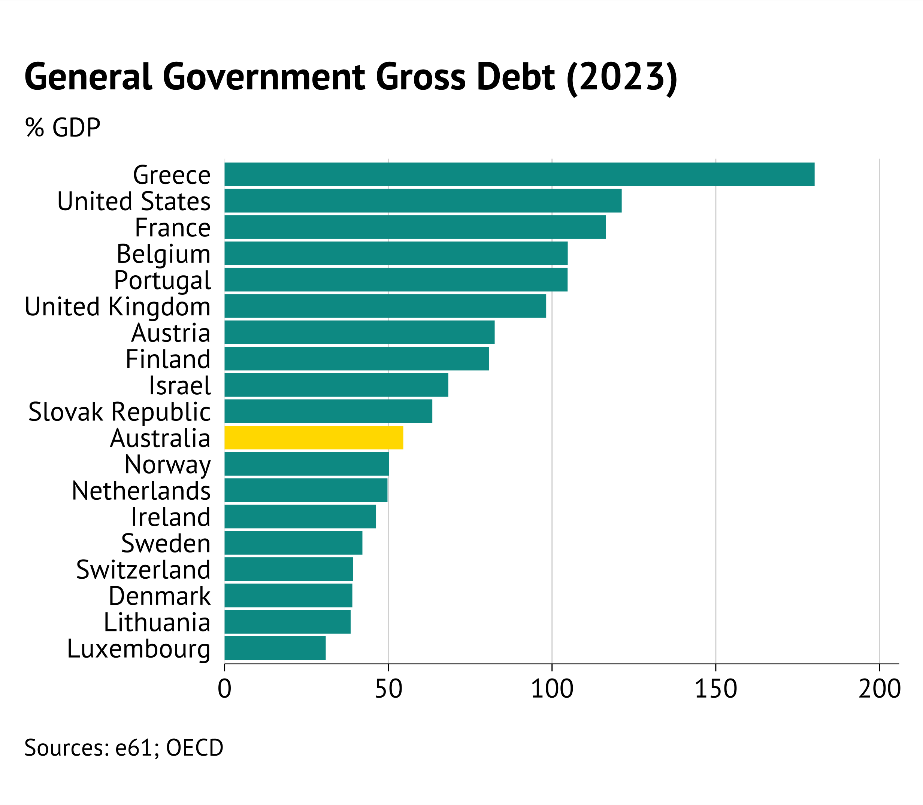 General Government Gross Debt (2023)
% GDP
Greece
United States
France
Belgium
Portugal
United Kingdom
Austria
Finland
Israel
Slovak Republic
Australia
Norway
Netherlands
Ireland
Sweden
Switzerland
Denmark
Lithuania
Luxembourg
0 50 100 150 200
Sources: e61; OECD